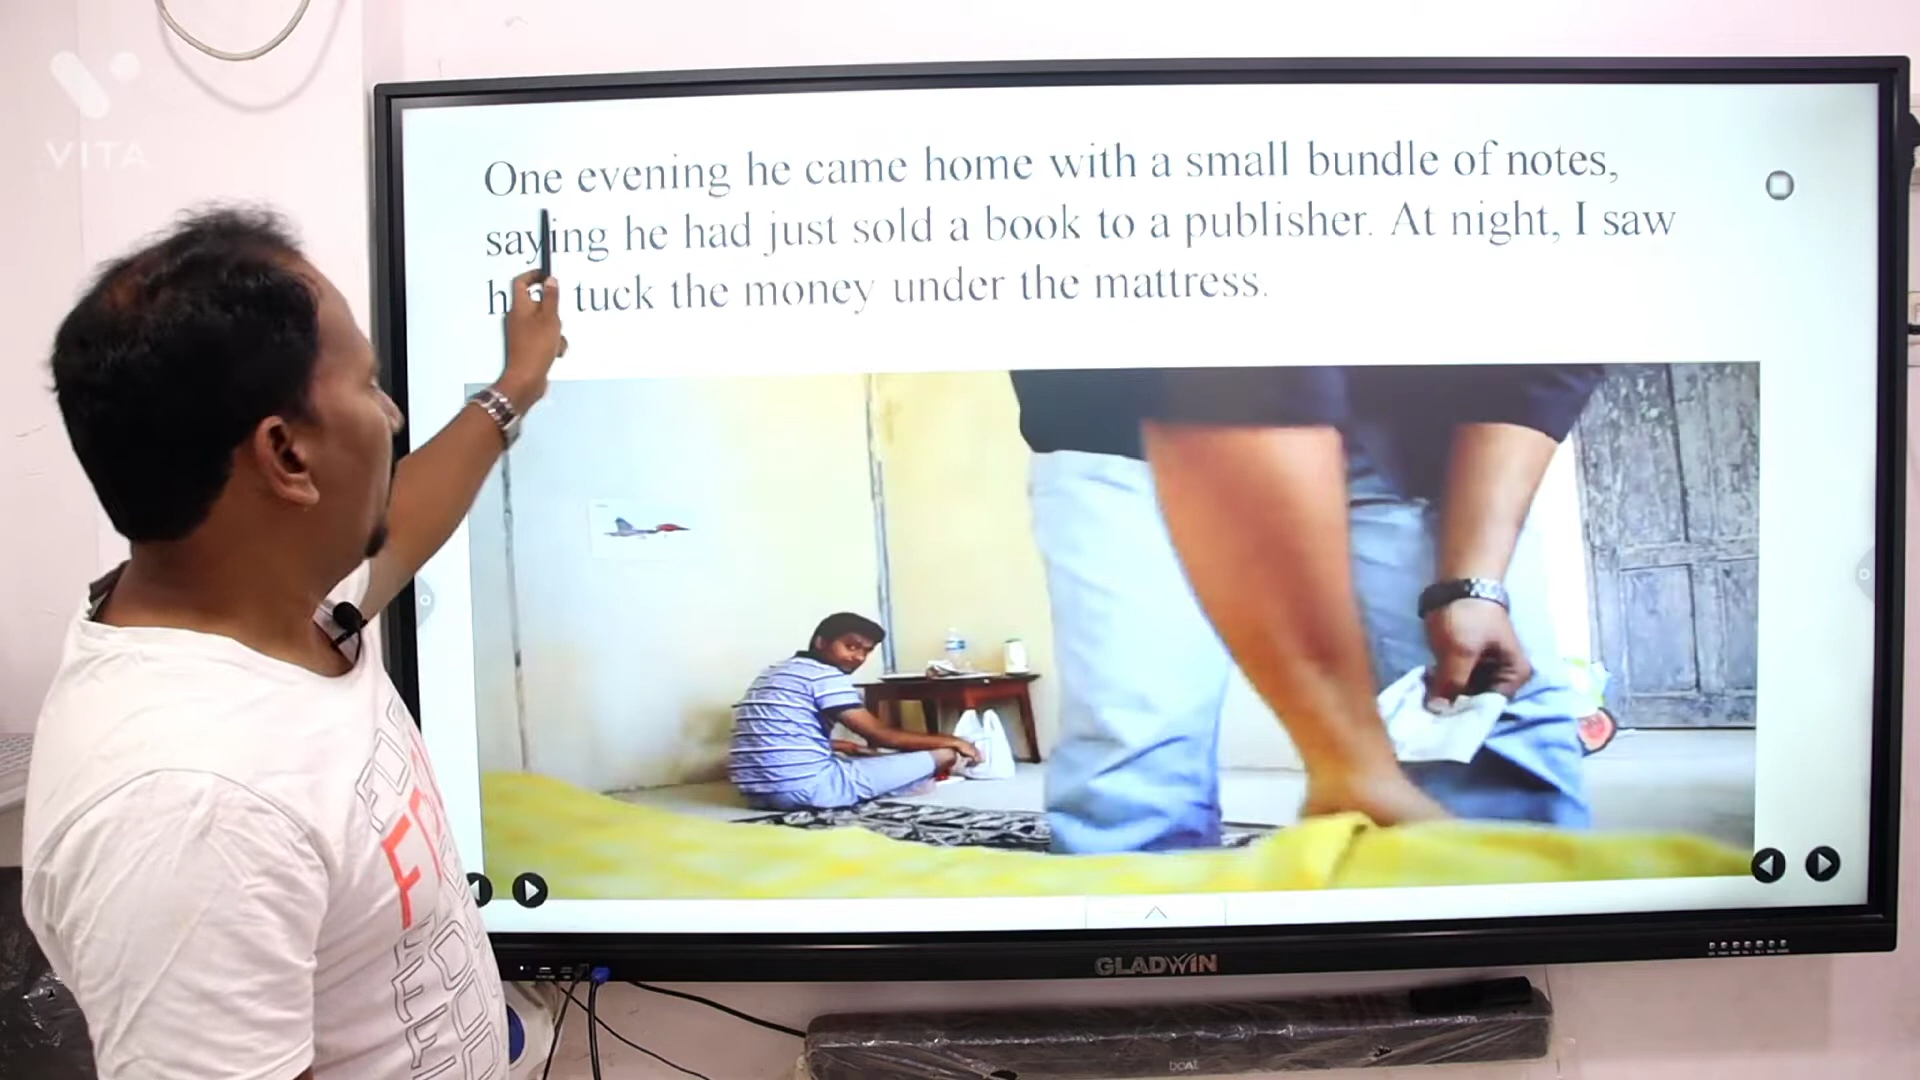 VITA
One evening he came home with a small bundle of notes,
saying he had just sold a book to a publisher. At night, I saw
tuck the money under the mattress.
GLADWIN
boat